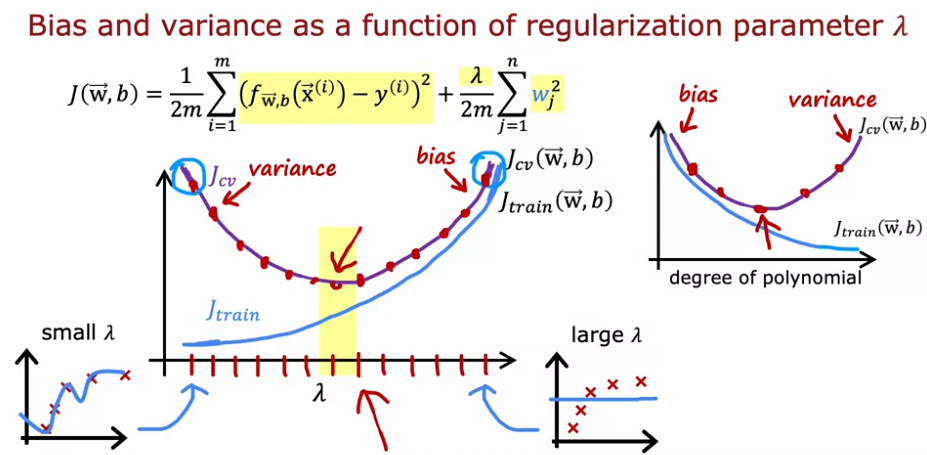 Bias and variance as a function of regularization parameter λ
J(w⃗, b) = 1/2m ∑_{i=1}^{m} (f_{w⃗,b}(x⃗^{(i)}) − y^{(i)})² + λ/2m ∑_{j=1}^{n} w_j²
bias
variance
J_cv(w⃗, b)
J_train(w⃗, b)
degree of polynomial
J_cv
variance
bias
J_cv(w⃗, b)
J_train(w⃗, b)
J_train
small λ
λ
large λ